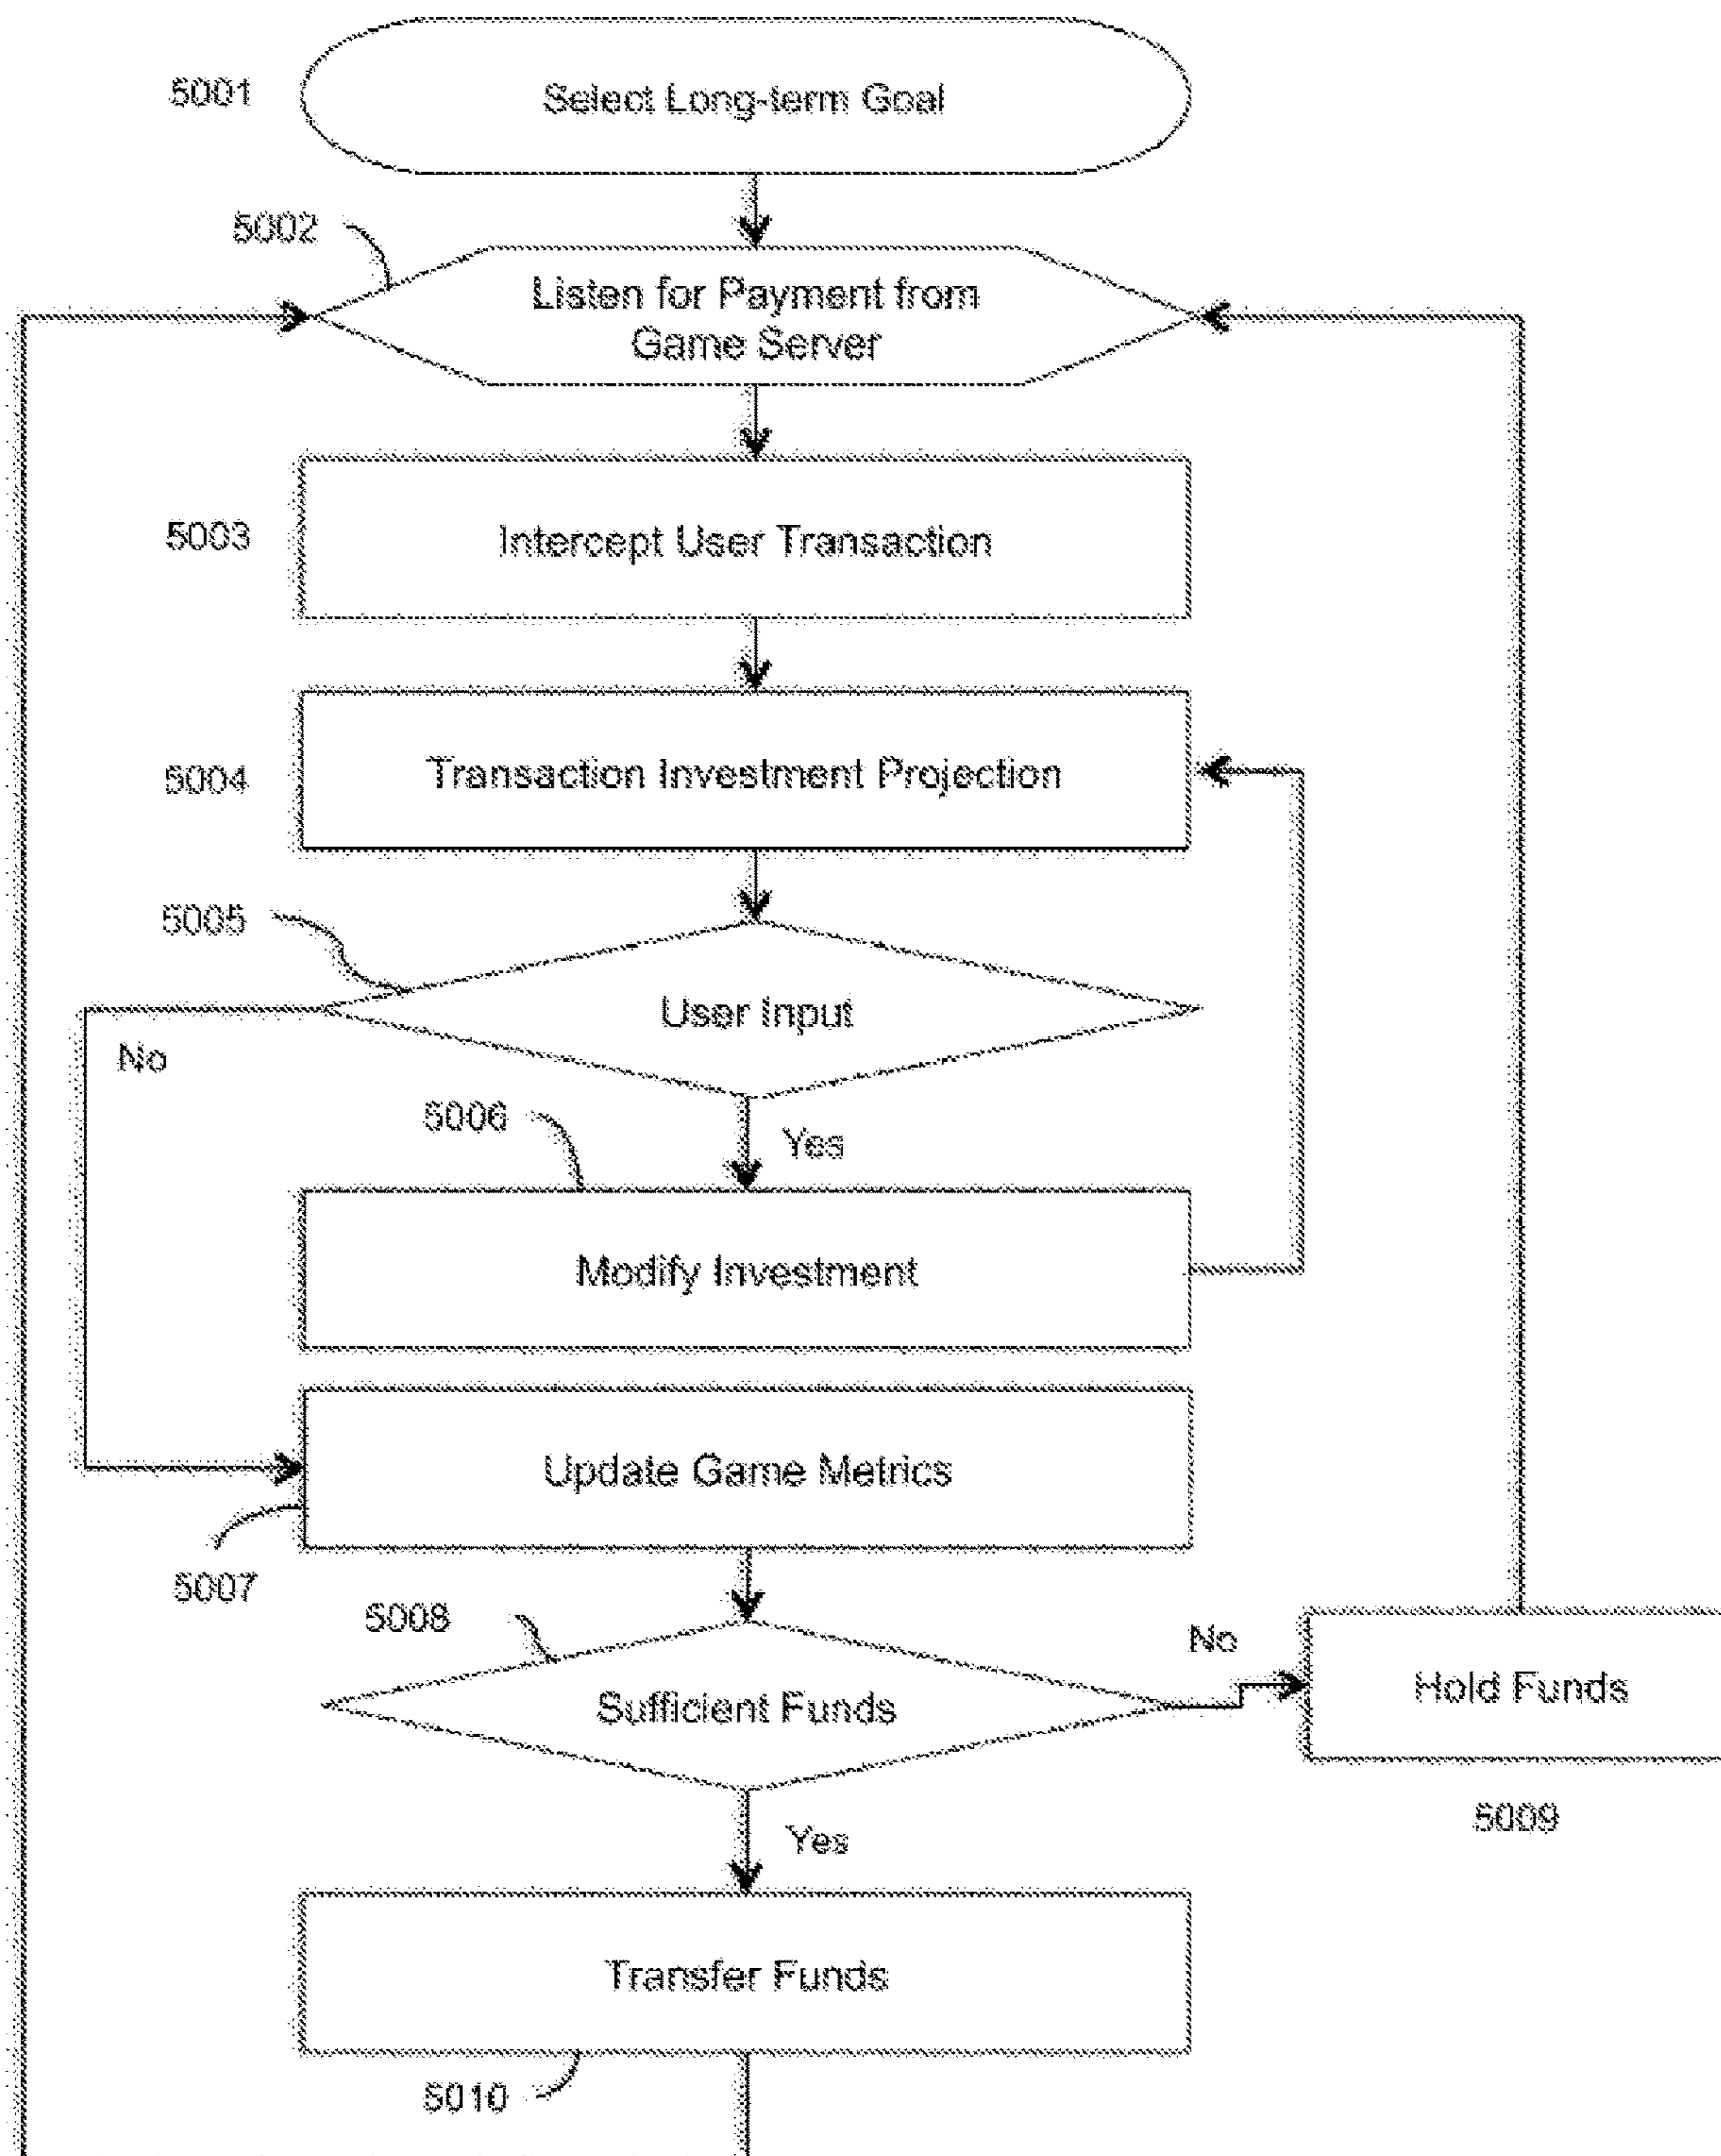 5001
Select Long-term Goal
5002
Listen for Payment from
Game Server
5003
Intercept User Transaction
5004
Transaction Investment Projection
5005
User Input
No
5006
Yes
Modify Investment
Update Game Metrics
5007
5008
No
Sufficient Funds
Hold Funds
5009
Yes
Transfer Funds
5010